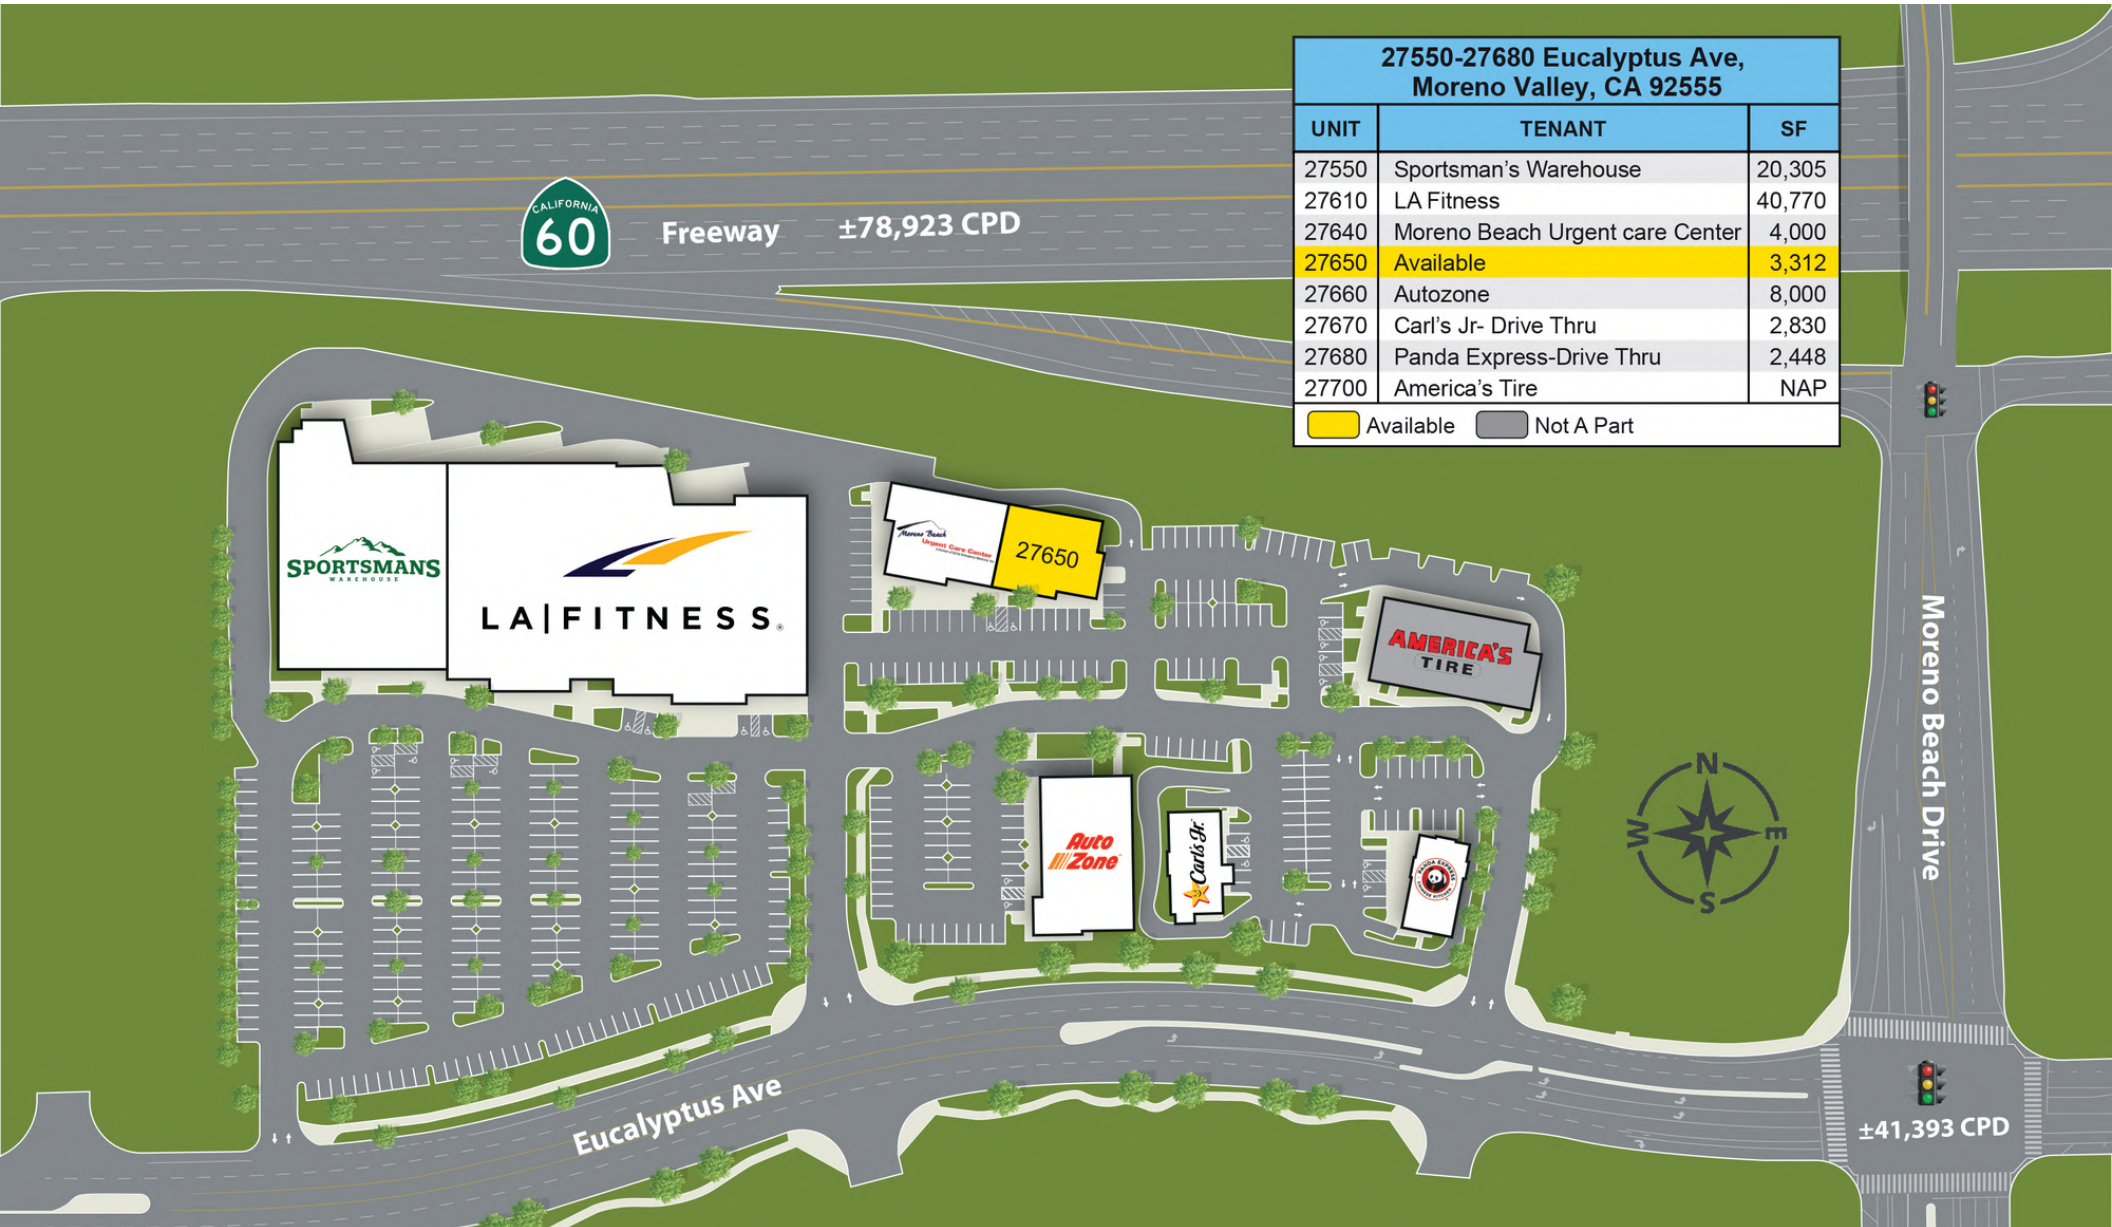 27550-27680 Eucalyptus Ave,
Moreno Valley, CA 92555
UNIT TENANT SF
27550 Sportsman's Warehouse 20,305
27610 LA Fitness 40,770
27640 Moreno Beach Urgent care Center 4,000
27650 Available 3,312
27660 Autozone 8,000
27670 Carl's Jr- Drive Thru 2,830
27680 Panda Express-Drive Thru 2,448
27700 America's Tire NAP
Available Not A Part
CALIFORNIA
60
Freeway ±78,923 CPD
SPORTSMANS
WAREHOUSE
LA|FITNESS®
Moreno Beach
Urgent Care Center
27650
AMERICA'S
TIRE
Auto
Zone
Carl's Jr.
PANDA EXPRESS
CHINESE KITCHEN
N
W E
S
Moreno Beach Drive
Eucalyptus Ave
±41,393 CPD